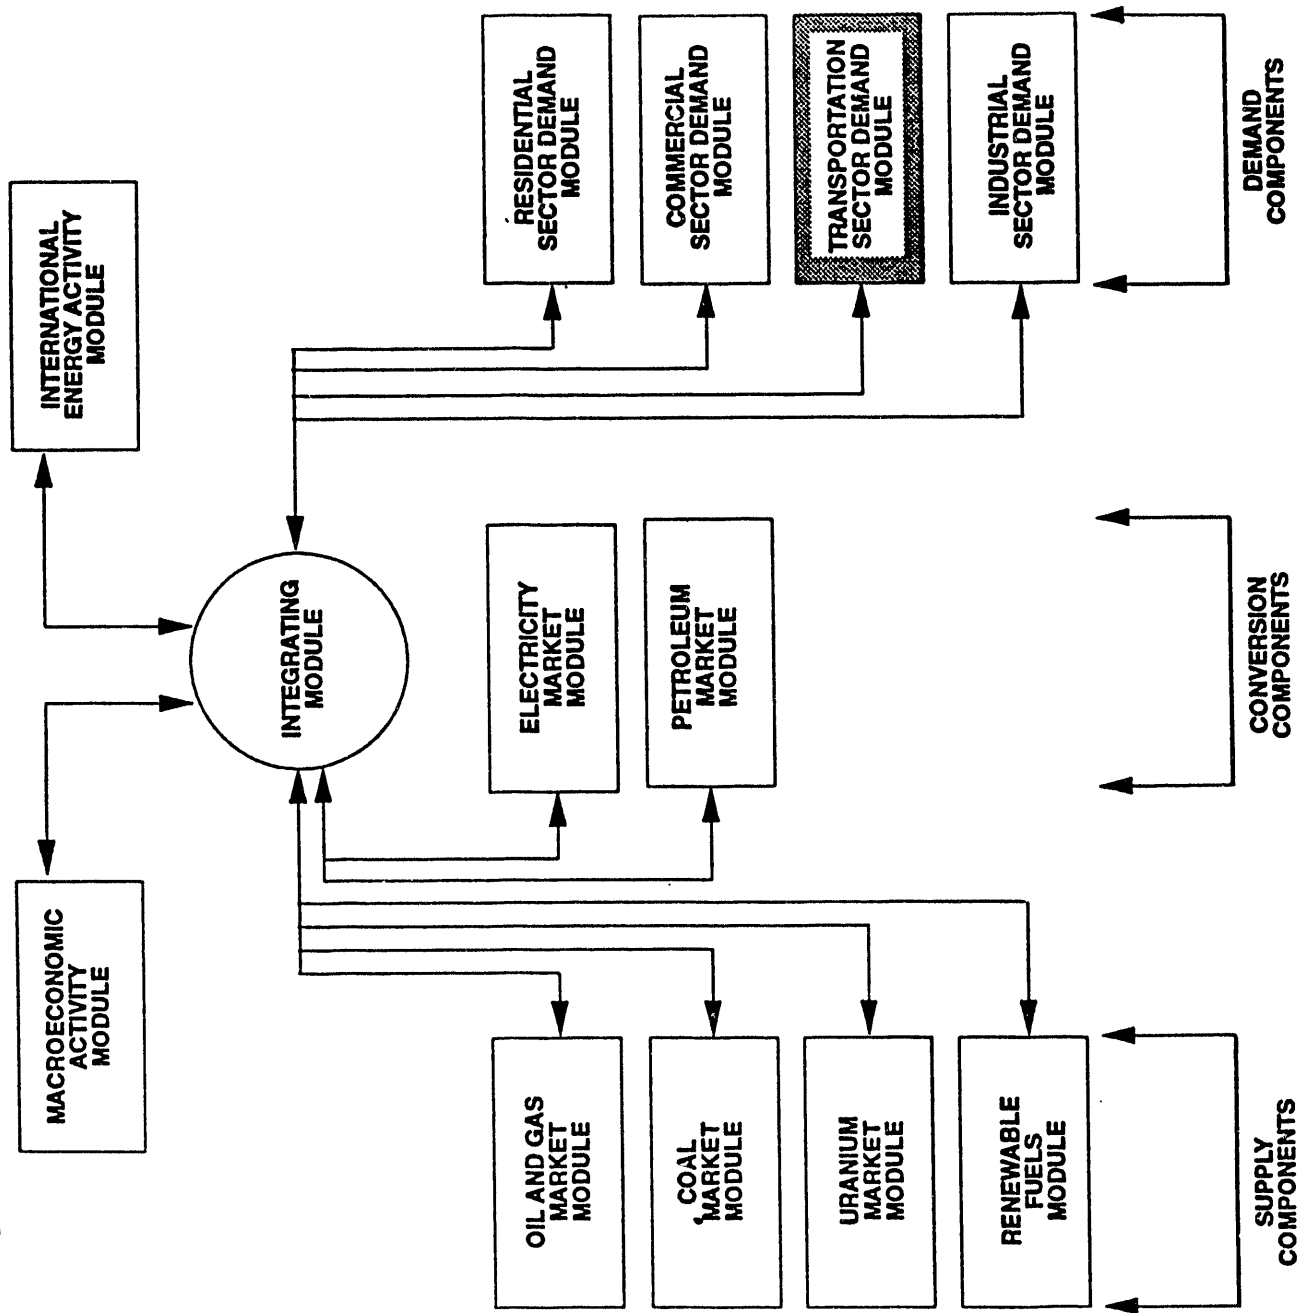 MACROECONOMIC
ACTIVITY
MODULE
INTERNATIONAL
ENERGY ACTIVITY
MODULE
INTEGRATING
MODULE
OIL AND GAS
MARKET
MODULE
COAL
MARKET
MODULE
URANIUM
MARKET
MODULE
RENEWABLE
FUELS
MODULE
ELECTRICITY
MARKET
MODULE
PETROLEUM
MARKET
MODULE
RESIDENTIAL
SECTOR DEMAND
MODULE
COMMERCIAL
SECTOR DEMAND
MODULE
TRANSPORTATION
SECTOR DEMAND
MODULE
INDUSTRIAL
SECTOR DEMAND
MODULE
SUPPLY
COMPONENTS
CONVERSION
COMPONENTS
DEMAND
COMPONENTS